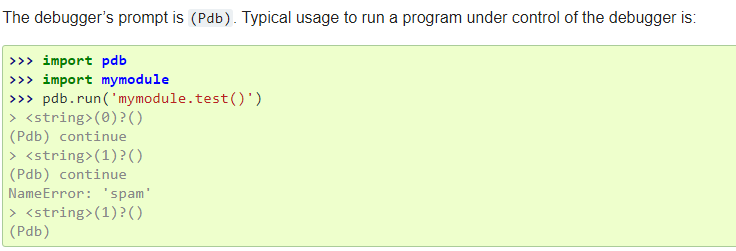 The debugger’s prompt is (Pdb). Typical usage to run a program under control of the debugger is:
>>> import pdb
>>> import mymodule
>>> pdb.run('mymodule.test()')
> <string>(0)?()
(Pdb) continue
> <string>(1)?()
(Pdb) continue
NameError: 'spam'
> <string>(1)?()
(Pdb)